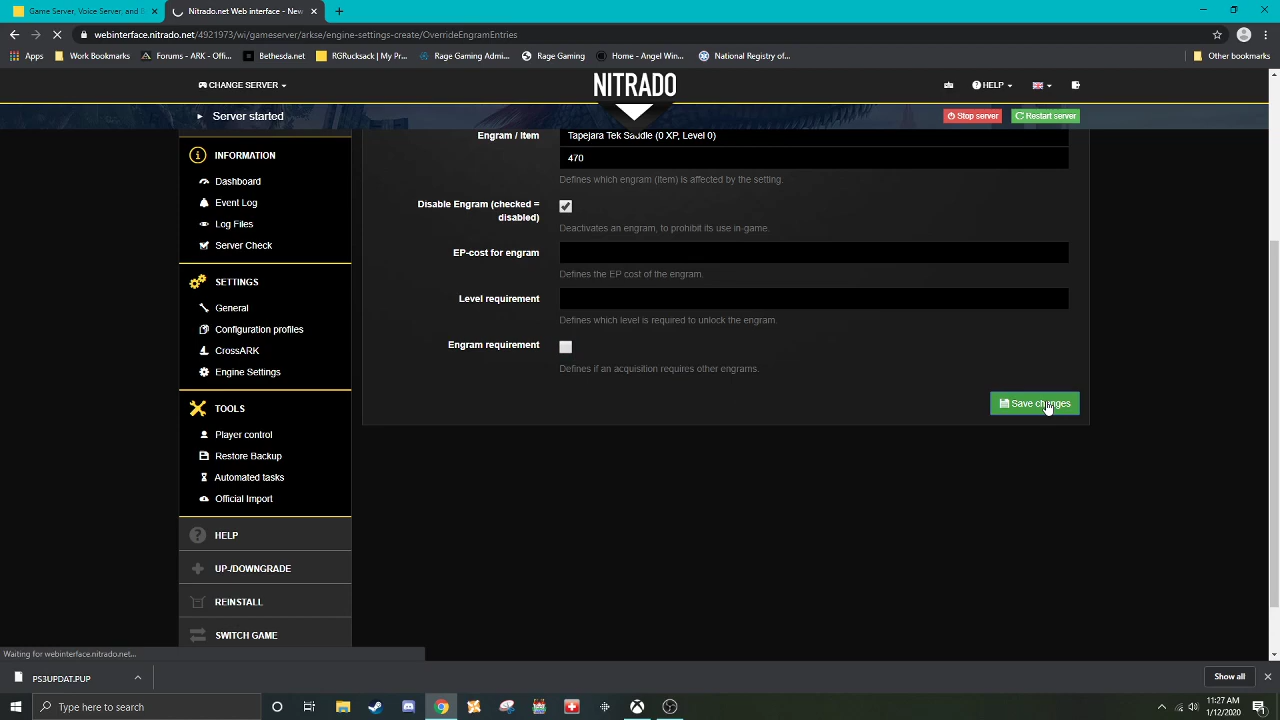 Game Server, Voice Server, and
Nitrado.net Webinterface - New
webinterface.nitrado.net/4921973/wi/gameserver/arkse/engine-settings-create/OverrideEngramEntries
Apps
Work Bookmarks
Forums - ARK - Offi...
Bethesda.net
RGRucksack | My Pr...
Rage Gaming Admi...
Rage Gaming
Home - Angel Win...
National Registry of...
Other bookmarks
CHANGE SERVER
NITRADO
HELP
Server started
Stop server
Restart server
INFORMATION
Dashboard
Event Log
Log Files
Server Check
SETTINGS
General
Configuration profiles
CrossARK
Engine Settings
TOOLS
Player control
Restore Backup
Automated tasks
Official Import
HELP
UP-/DOWNGRADE
REINSTALL
SWITCH GAME
Engram / Item
Tapejara Tek Saddle (0 XP, Level 0)
470
Defines which engram (Item) is affected by the setting.
Disable Engram (checked =
disabled)
Deactivates an engram, to prohibit its use in-game.
EP-cost for engram
Defines the EP cost of the engram.
Level requirement
Defines which level is required to unlock the engram.
Engram requirement
Defines if an acquisition requires other engrams.
Save changes
Waiting for webinterface.nitrado.net...
PS3UPDAT.PUP
Show all
Type here to search
11:27 AM
1/12/2020